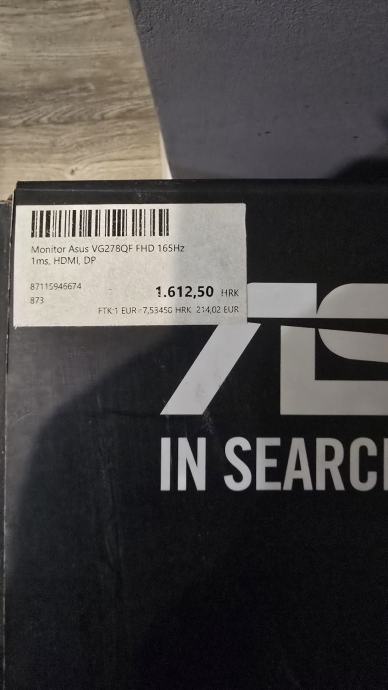 Monitor Asus VG278QF FHD 165Hz
1ms, HDMI, DP
87115946674
873
1.612,50 HRK
FTK:1 EUR=7,53450 HRK 214,02 EUR
IN SEARC